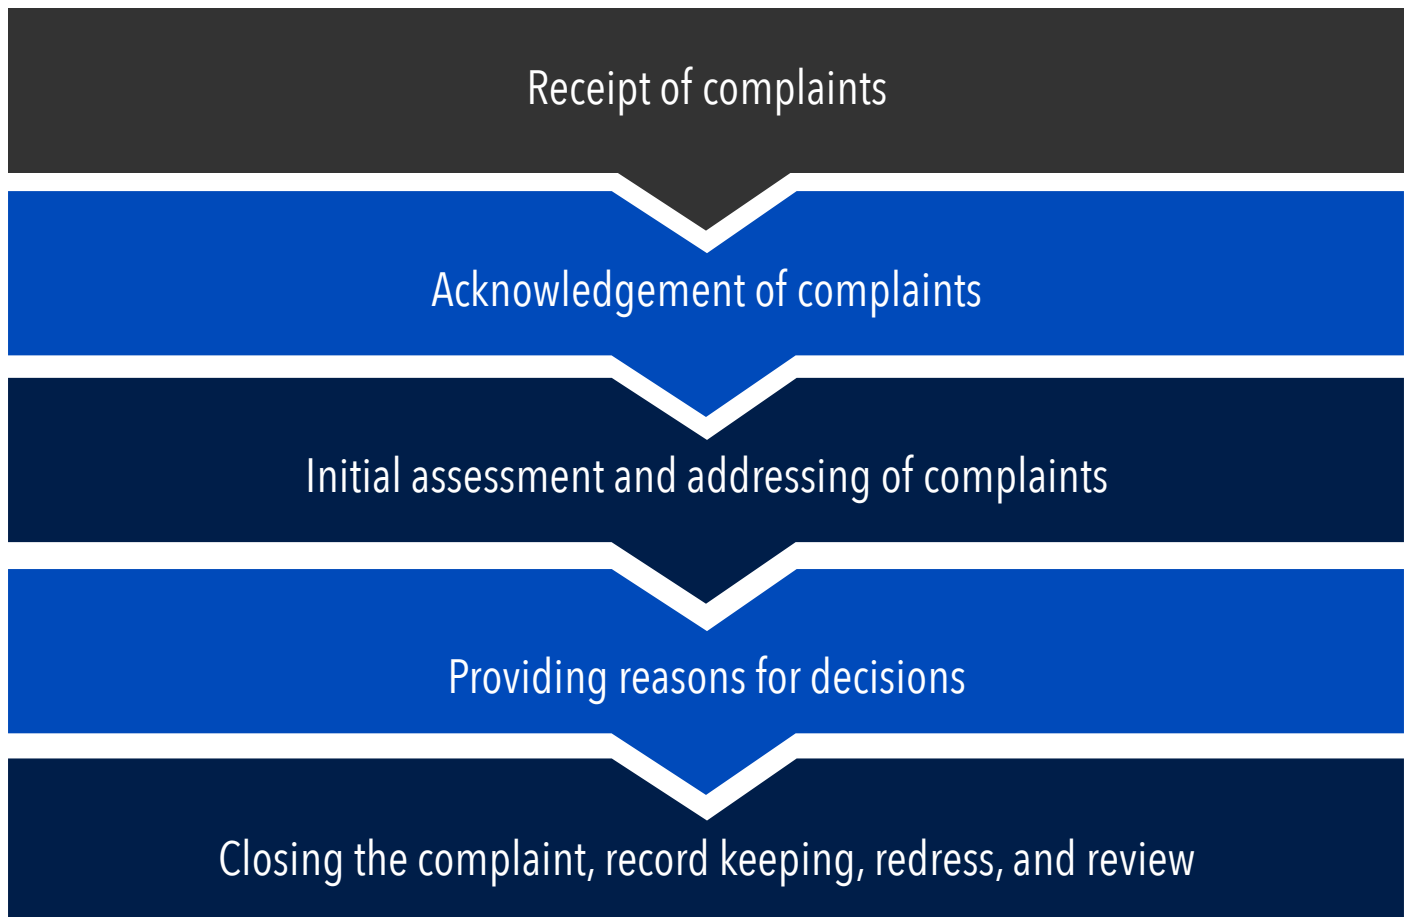 Receipt of complaints
Acknowledgement of complaints
Initial assessment and addressing of complaints
Providing reasons for decisions
Closing the complaint, record keeping, redress, and review